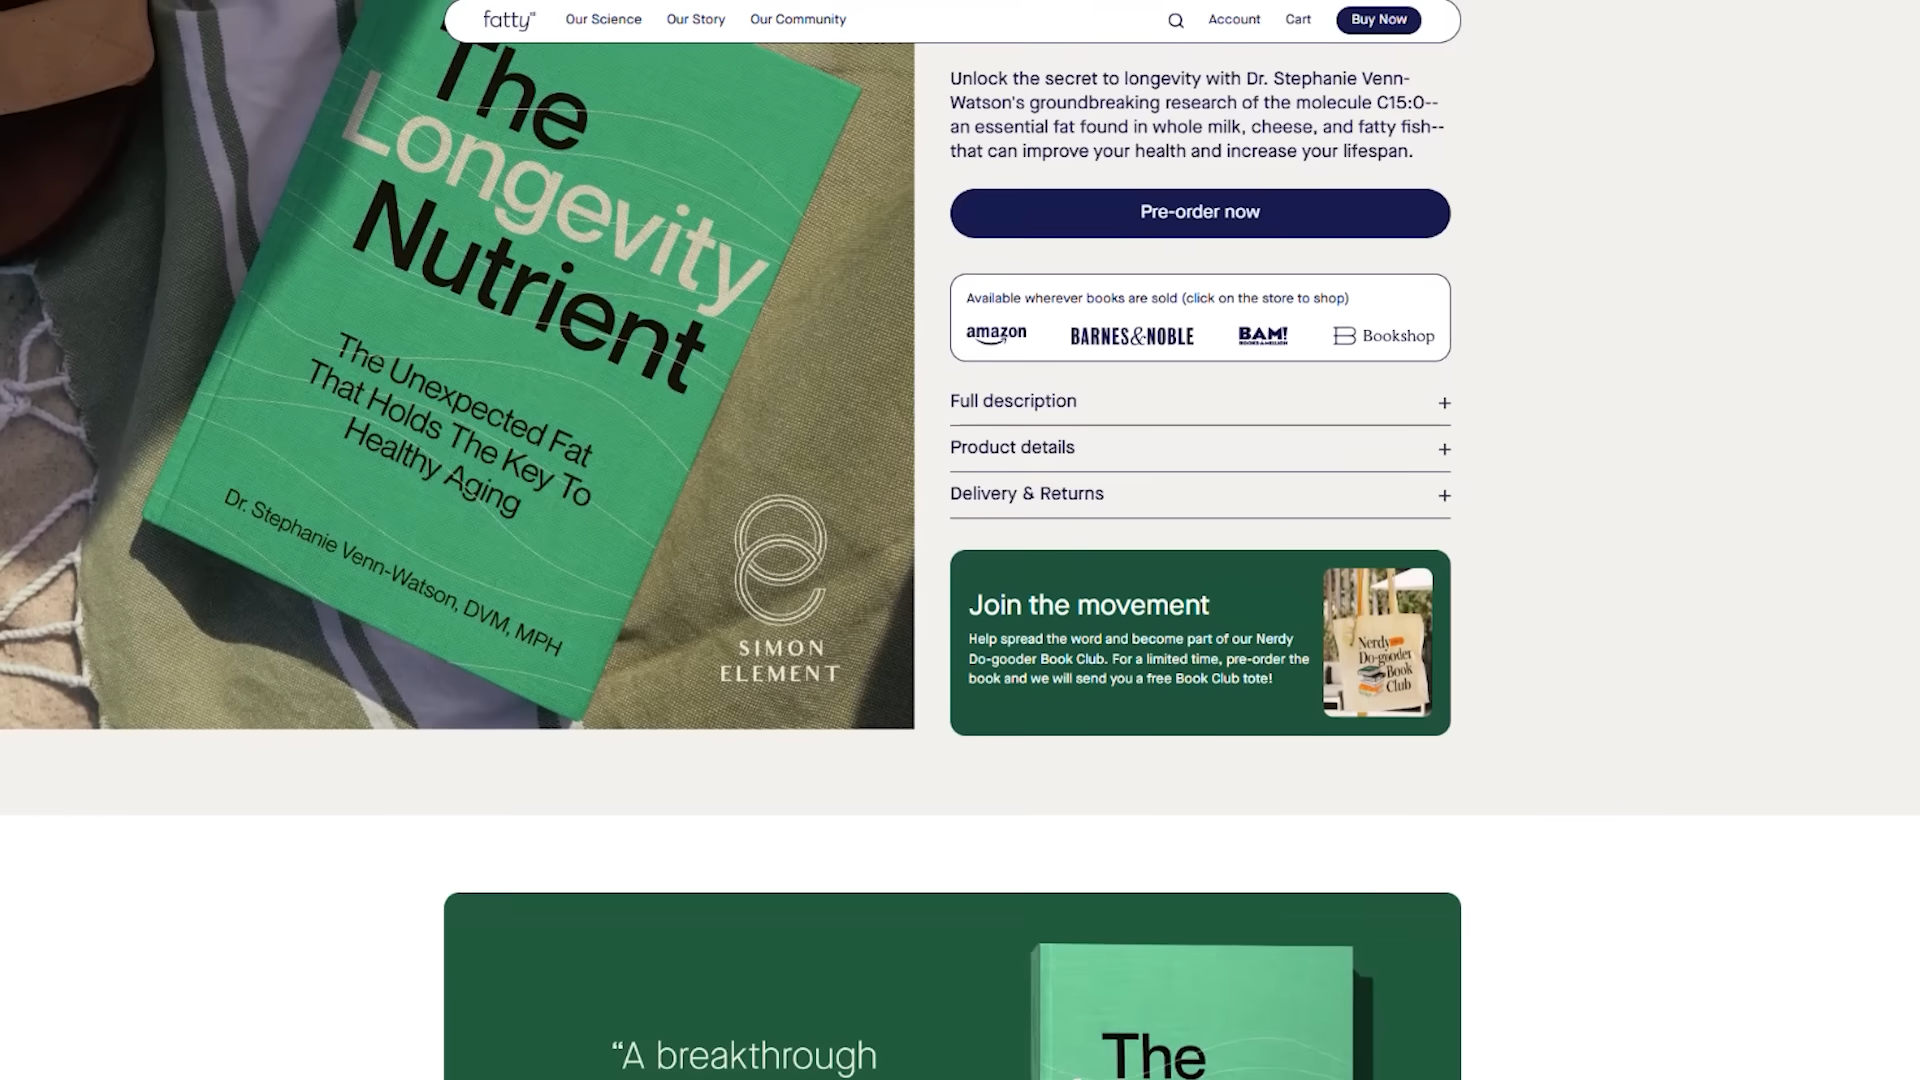 fatty15
Our Science
Our Story
Our Community
Account
Cart
Buy Now
The
Longevity
Nutrient
The Unexpected Fat
That Holds The Key To
Healthy Aging
Dr. Stephanie Venn-Watson, DVM, MPH
SIMON
ELEMENT
Unlock the secret to longevity with Dr. Stephanie Venn-
Watson's groundbreaking research of the molecule C15:0--
an essential fat found in whole milk, cheese, and fatty fish--
that can improve your health and increase your lifespan.
Pre-order now
Available wherever books are sold (click on the store to shop)
amazon
BARNES&NOBLE
BAM!
BOOKS-A-MILLION
Bookshop
Full description
Product details
Delivery & Returns
Join the movement
Help spread the word and become part of our Nerdy
Do-gooder Book Club. For a limited time, pre-order the
book and we will send you a free Book Club tote!
Nerdy
Do-gooder
Book
Club
“A breakthrough
The